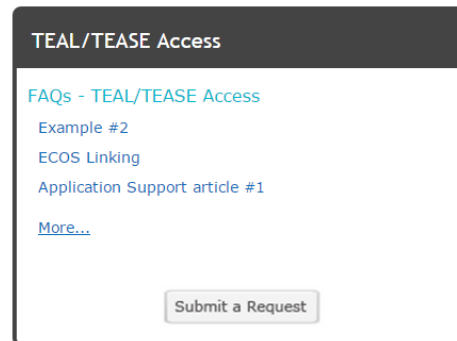 TEAL/TEASE Access
FAQs - TEAL/TEASE Access
Example #2
ECOS Linking
Application Support article #1
More...
Submit a Request